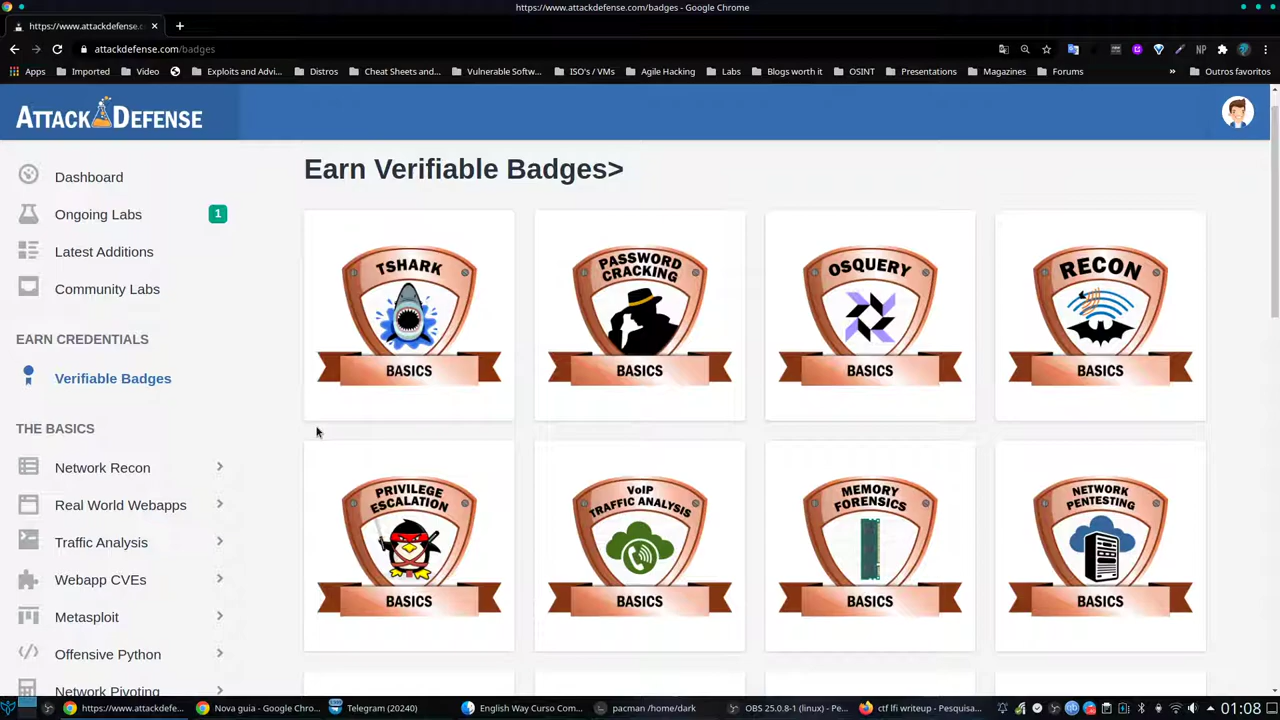 https://www.attackdefense.com/badges - Google Chrome
https://www.attackdefense.c
attackdefense.com/badges
Apps
Imported
Video
Exploits and Advi...
Distros
Cheat Sheets and...
Vulnerable Softw...
ISO's / VMs
Agile Hacking
Labs
Blogs worth it
OSINT
Presentations
Magazines
Forums
»
Outros favoritos
ATTACK DEFENSE
Earn Verifiable Badges>
Dashboard
Ongoing Labs 1
Latest Additions
Community Labs
EARN CREDENTIALS
Verifiable Badges
THE BASICS
Network Recon
Real World Webapps
Traffic Analysis
Webapp CVEs
Metasploit
Offensive Python
Network Pivoting
TSHARK
BASICS
PASSWORD
CRACKING
BASICS
OSQUERY
BASICS
RECON
BASICS
PRIVILEGE
ESCALATION
BASICS
VoIP
TRAFFIC ANALYSIS
BASICS
MEMORY
FORENSICS
BASICS
NETWORK
PENTESTING
BASICS
https://www.attackdefe...
Nova guia - Google Chro...
Telegram (20240)
English Way Curso Com...
pacman /home/dark
OBS 25.0.8-1 (linux) - Pe...
ctf lfi writeup - Pesquisa...
01:08